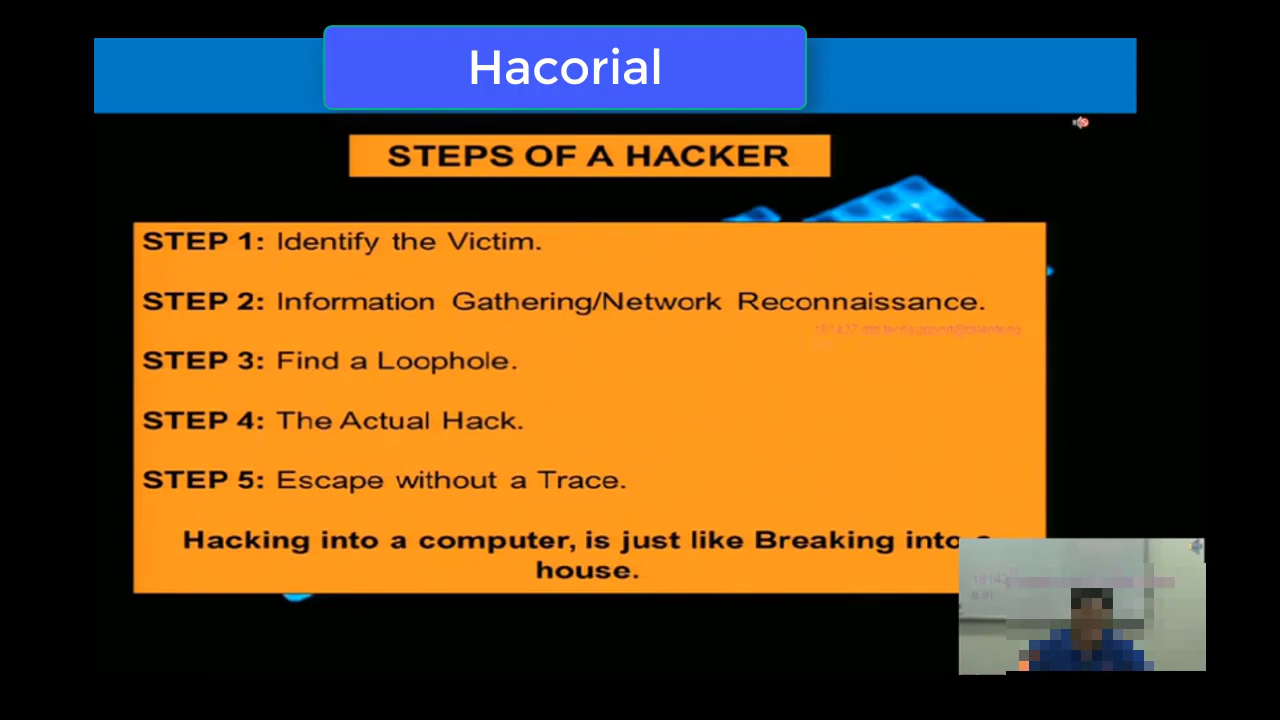 Hacorial
STEPS OF A HACKER
STEP 1: Identify the Victim.
STEP 2: Information Gathering/Network Reconnaissance.
STEP 3: Find a Loophole.
STEP 4: The Actual Hack.
STEP 5: Escape without a Trace.
Hacking into a computer, is just like Breaking into
house.